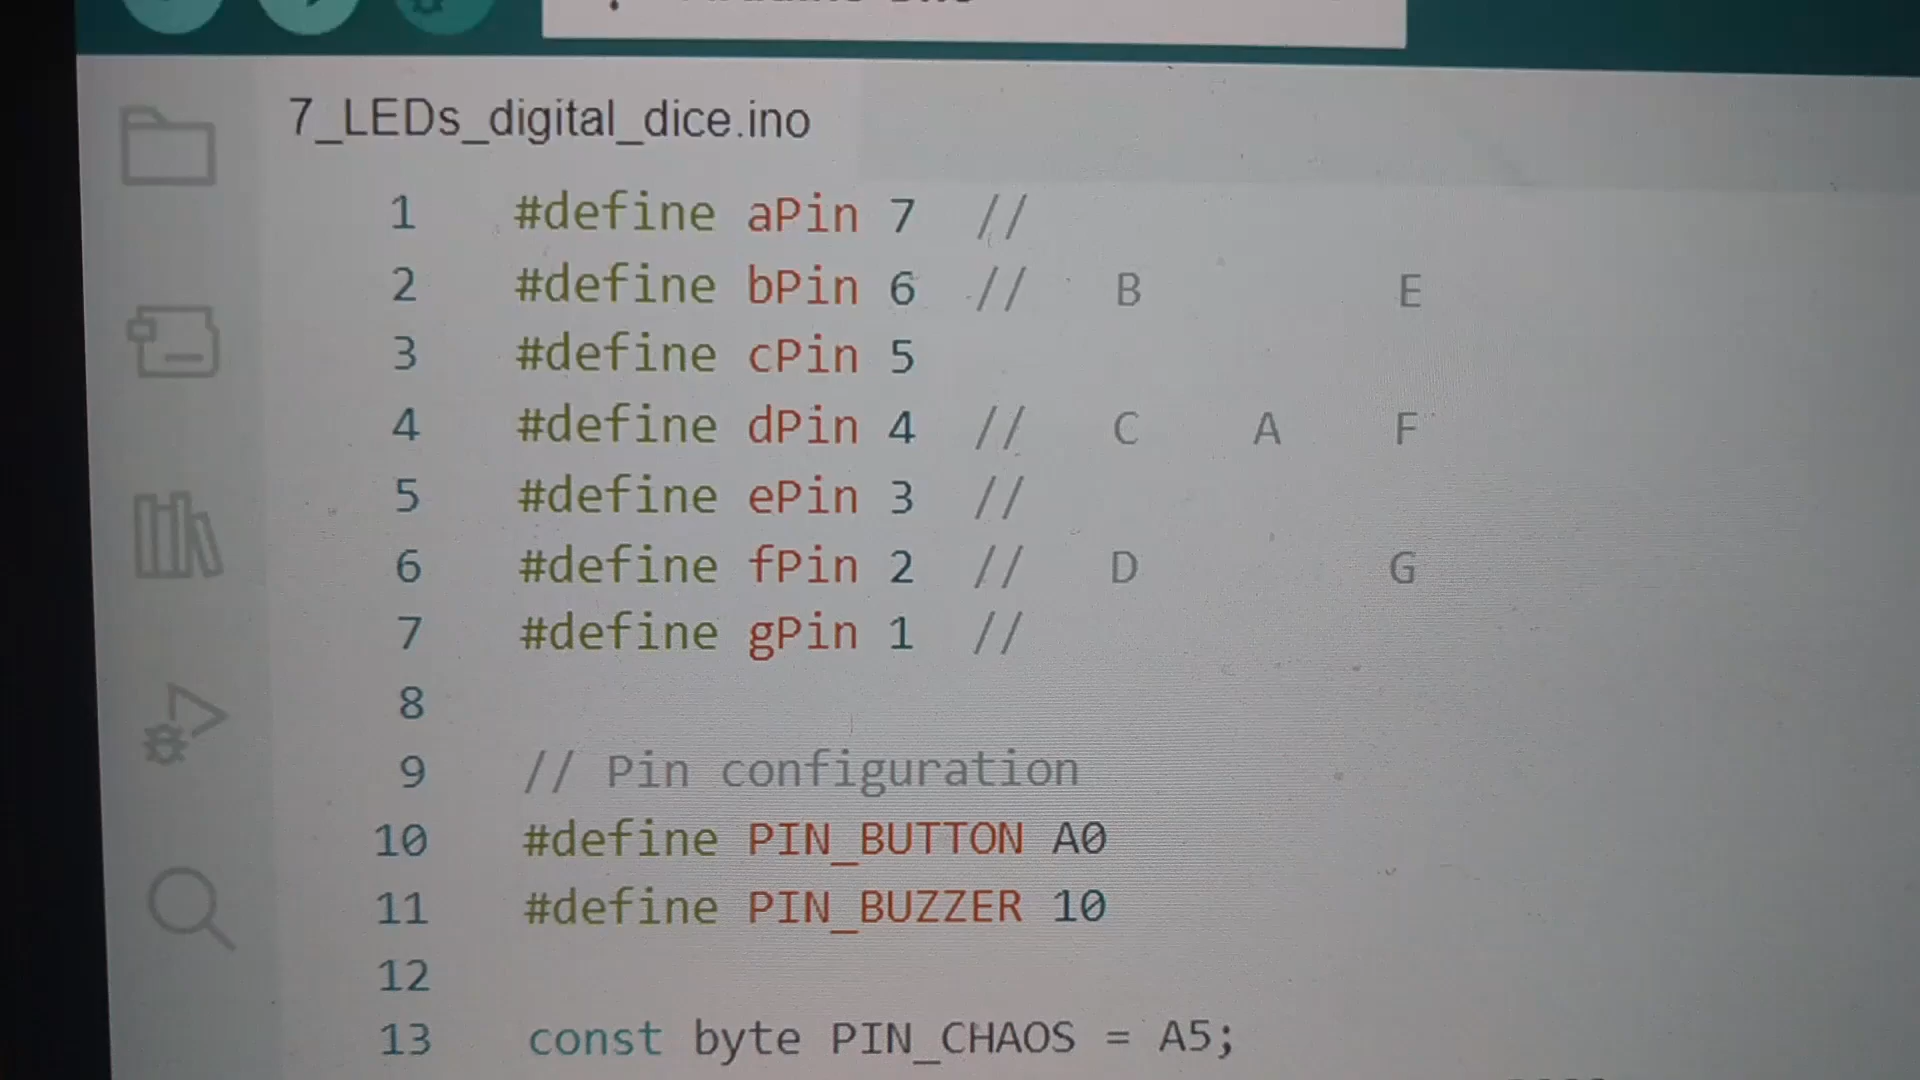 7_LEDs_digital_dice.ino
1 #define aPin 7 //
2 #define bPin 6 // B E
3 #define cPin 5
4 #define dPin 4 // C A F
5 #define ePin 3 //
6 #define fPin 2 // D G
7 #define gPin 1 //
8
9 // Pin configuration
10 #define PIN_BUTTON A0
11 #define PIN_BUZZER 10
12
13 const byte PIN_CHAOS = A5;